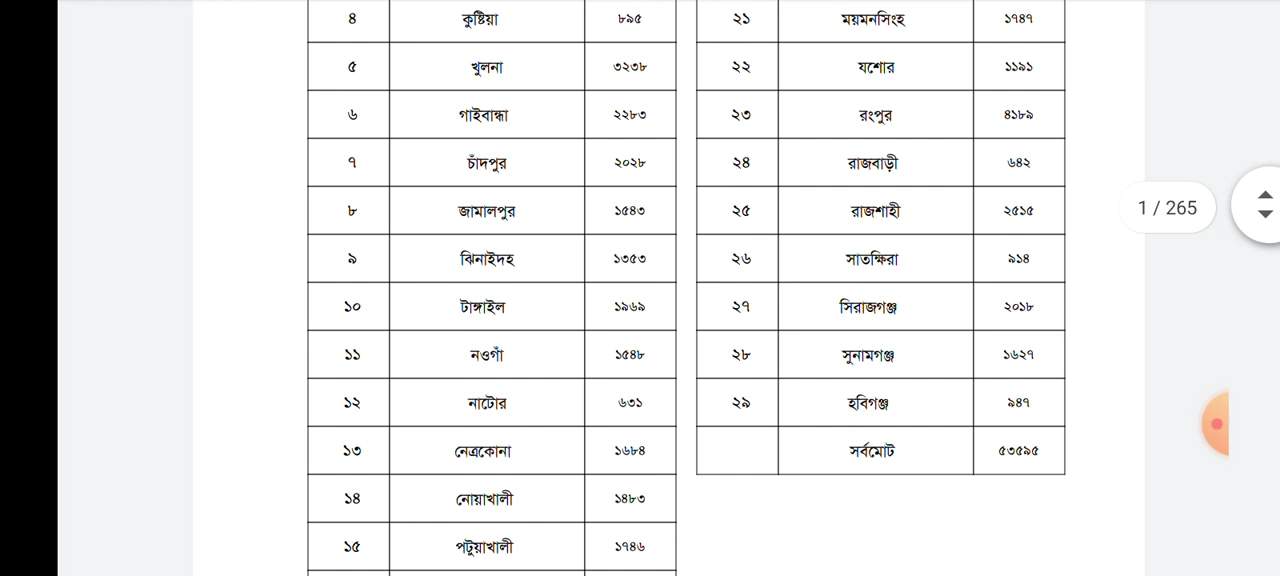 ৪ কুষ্টিয়া ৮৯৫
৫ খুলনা ৩২৩৮
৬ গাইবান্ধা ২২৮৩
৭ চাঁদপুর ২০২৮
৮ জামালপুর ১৫৪৩
৯ ঝিনাইদহ ১৩৫৩
১০ টাঙ্গাইল ১৯৬৯
১১ নওগাঁ ১৫৪৮
১২ নাটোর ৬৩১
১৩ নেত্রকোনা ১৬৮৪
১৪ নোয়াখালী ১৪৮৩
১৫ পটুয়াখালী ১৭৪৬
২১ ময়মনসিংহ ১৭৪৭
২২ যশোর ১১৯১
২৩ রংপুর ৪১৮৯
২৪ রাজবাড়ী ৬৪২
২৫ রাজশাহী ২৫১৫
২৬ সাতক্ষিরা ৯১৪
২৭ সিরাজগঞ্জ ২০১৮
২৮ সুনামগঞ্জ ১৬২৭
২৯ হবিগঞ্জ ৯৪৭
সর্বমোট ৫৩৫৯৫
1 / 265